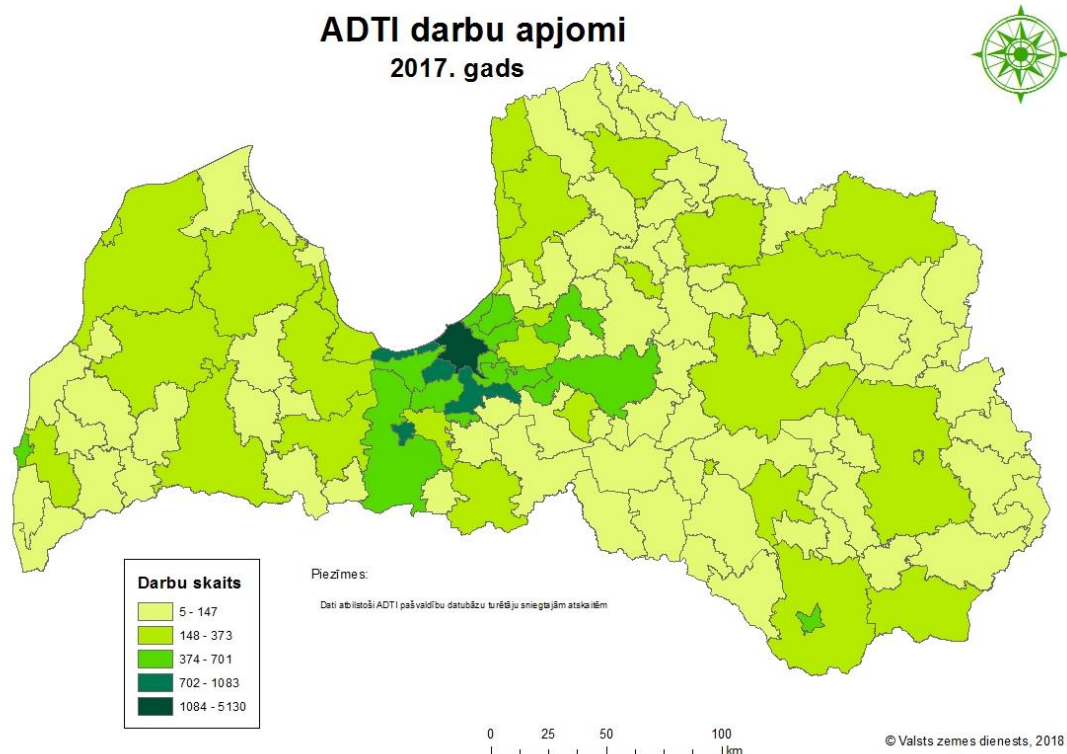 ADTI darbu apjomi
2017. gads
Darbu skaits
5 - 147
148 - 373
374 - 701
702 - 1083
1084 - 5130
Piezīmes:
Dati atbilstoši ADTI pašvaldību datubāzu turētāju sniegtajām atskaitēm
0 25 50 100
km
© Valsts zemes dienests, 2018